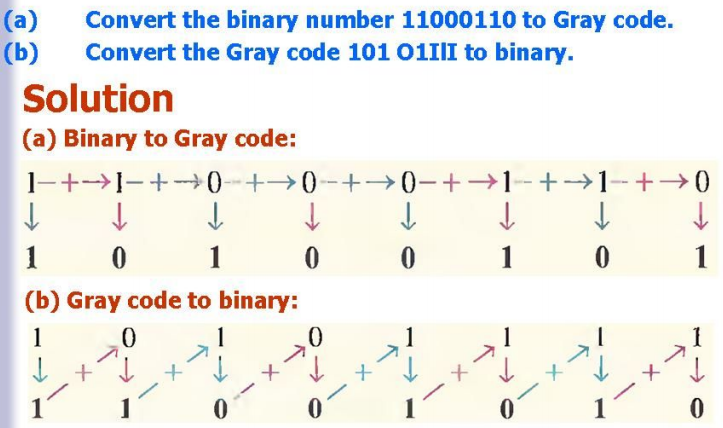 (a) Convert the binary number 11000110 to Gray code.
(b) Convert the Gray code 101 O1IlI to binary.
Solution
(a) Binary to Gray code:
1–+→1–+→0–+→0–+→0–+→1–+→1–+→0
↓ ↓ ↓ ↓ ↓ ↓ ↓ ↓
1 0 1 0 0 1 0 1
(b) Gray code to binary:
1 0 1 0 1 1 1 1
↓ + ↓ + ↓ + ↓ + ↓ + ↓ + ↓ + ↓
1 1 0 0 1 0 1 0